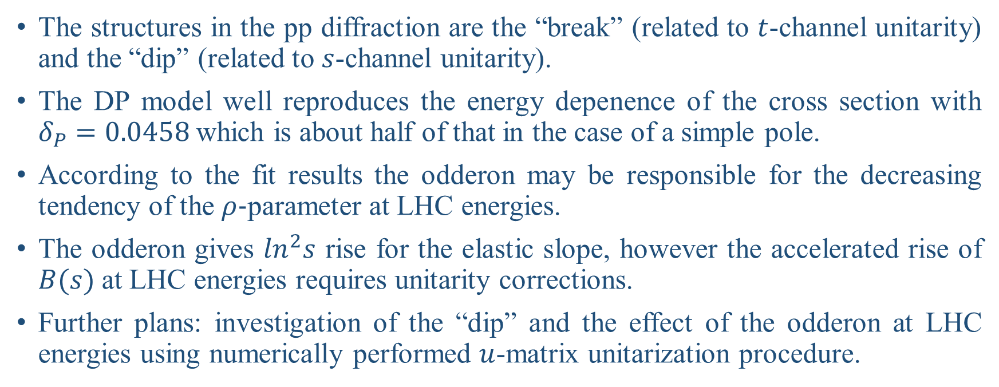 • The structures in the pp diffraction are the “break” (related to t-channel unitarity)
and the “dip” (related to s-channel unitarity).
• The DP model well reproduces the energy depenence of the cross section with
δ_P = 0.0458 which is about half of that in the case of a simple pole.
• According to the fit results the odderon may be responsible for the decreasing
tendency of the ρ-parameter at LHC energies.
• The odderon gives ln²s rise for the elastic slope, however the accelerated rise of
B(s) at LHC energies requires unitarity corrections.
• Further plans: investigation of the “dip” and the effect of the odderon at LHC
energies using numerically performed u-matrix unitarization procedure.